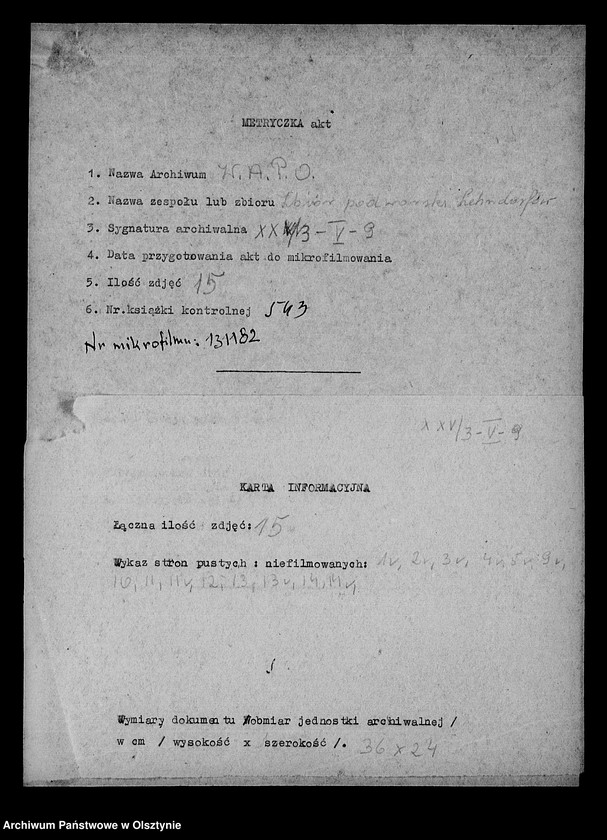 METRYCZKA akt
1. Nazwa Archiwum W.A.P.O.
2. Nazwa zespołu lub zbioru Zbiór podworski Lehndorfów
3. Sygnatura archiwalna XXV/3-V-9
4. Data przygotowania akt do mikrofilmowania
5. Ilość zdjęć 15
6. Nr.książki kontrolnej 543
Nr mikrofilmu: 131182
XXV/3-V-9
KARTA INFORMACYJNA
Łączna ilość zdjęć: 15
Wykaz stron pustych : niefilmowanych: 1v, 2v, 3v, 4v, 5v, 9v,
10, 11, 11v, 12, 13, 13v, 14, 14v,
Wymiary dokumentu /obmiar jednostki archiwalnej /
w cm / wysokość x szerokość /. 36 x 24
Archiwum Państwowe w Olsztynie